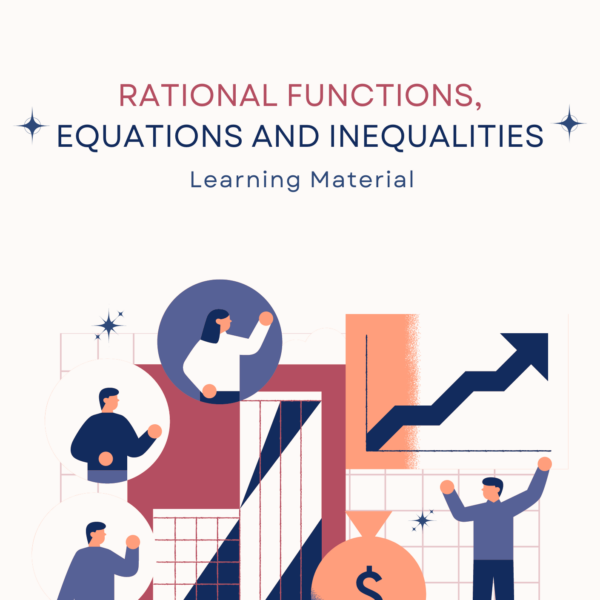 RATIONAL FUNCTIONS,
EQUATIONS AND INEQUALITIES
Learning Material
$